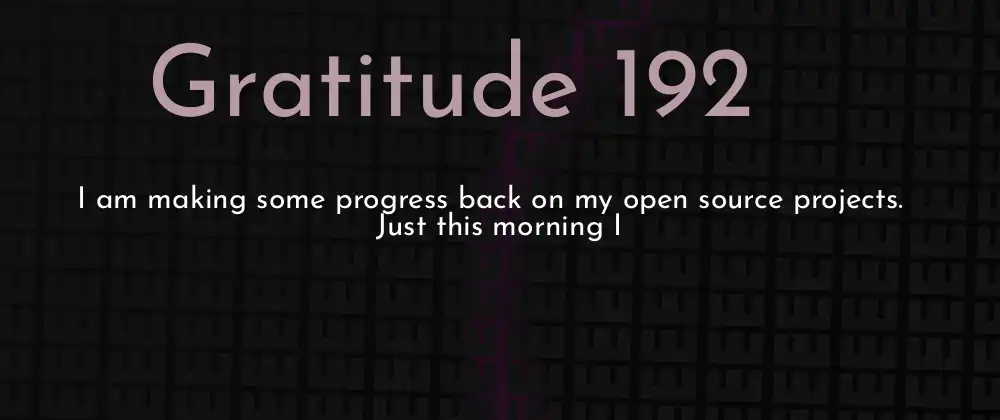 Gratitude 192
I am making some progress back on my open source projects.
Just this morning I